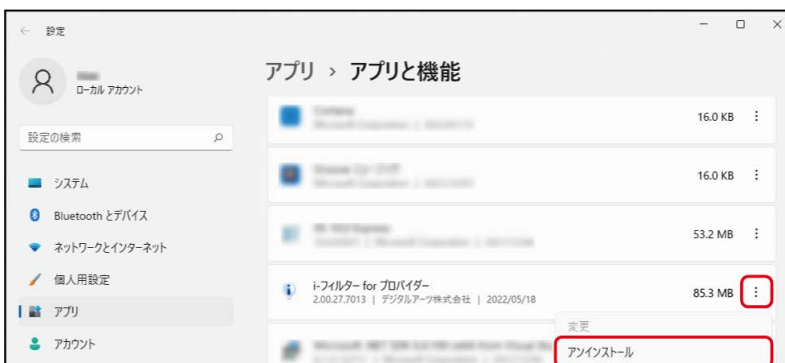 設定
ローカル アカウント
設定の検索
システム
Bluetooth とデバイス
ネットワークとインターネット
個人用設定
アプリ
アカウント
アプリ › アプリと機能
16.0 KB
16.0 KB
53.2 MB
i-フィルター for プロバイダー
2.00.27.7013 | デジタルアーツ株式会社 | 2022/05/18
85.3 MB
変更
アンインストール